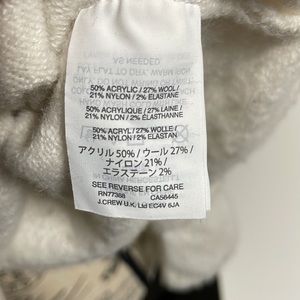 50% ACRYLIC / 27% WOOL /
21% NYLON / 2% ELASTANE
50% ACRYLIQUE / 27% LAINE /
21% NYLON / 2% ELASTHANNE
50% ACRYL / 27% WOLLE /
21% NYLON / 2% ELASTAN
アクリル 50% / ウール 27% /
ナイロン 21% /
エラステーン 2%
SEE REVERSE FOR CARE
RN77388 CA56445
J.CREW U.K. Ltd EC4V 6JA